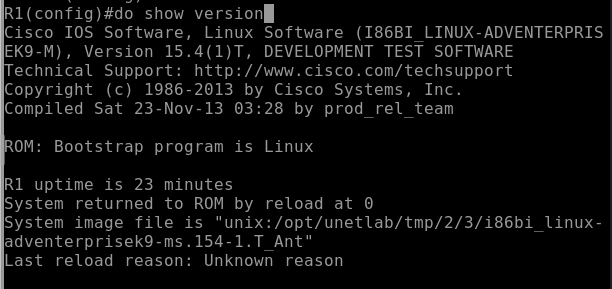 R1(config)#do show version
Cisco IOS Software, Linux Software (I86BI_LINUX-ADVENTERPRIS
EK9-M), Version 15.4(1)T, DEVELOPMENT TEST SOFTWARE
Technical Support: http://www.cisco.com/techsupport
Copyright (c) 1986-2013 by Cisco Systems, Inc.
Compiled Sat 23-Nov-13 03:28 by prod_rel_team
ROM: Bootstrap program is Linux
R1 uptime is 23 minutes
System returned to ROM by reload at 0
System image file is "unix:/opt/unetlab/tmp/2/3/i86bi_linux-
adventerprisek9-ms.154-1.T_Ant"
Last reload reason: Unknown reason